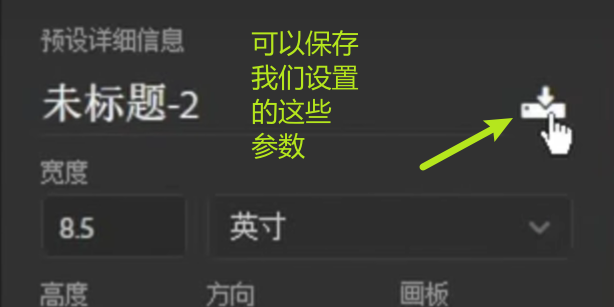 预设详细信息
未标题-2
可以保存
我们设置
的这些
参数
宽度
8.5
英寸
高度
方向
画板